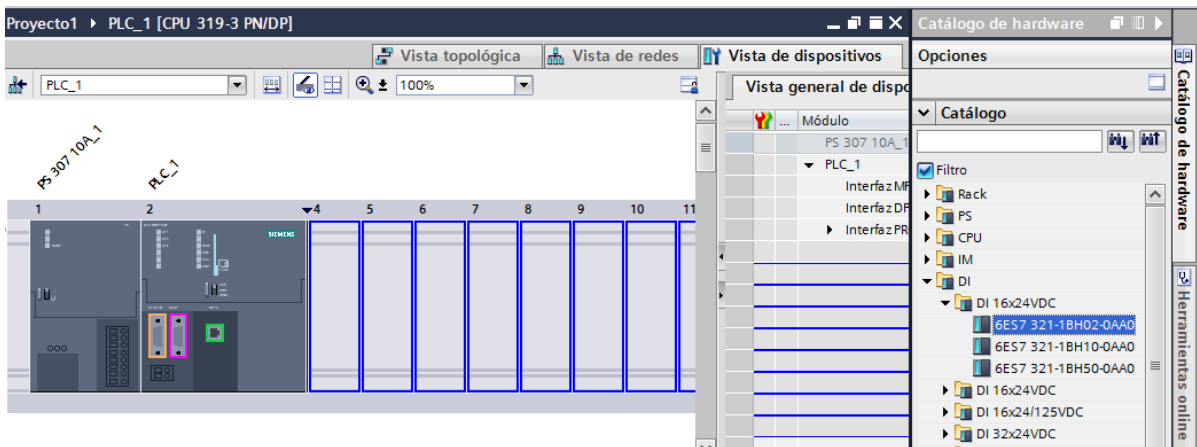 Proyecto1 ▸ PLC_1 [CPU 319-3 PN/DP]
Catálogo de hardware
Vista topológica
Vista de redes
Vista de dispositivos
Opciones
PLC_1
100%
Vista general de dispo
Catálogo
... Módulo
PS 307 10A_1
PLC_1
Interfaz MP
Interfaz DP
Interfaz PR
PS 307 10A_1
PLC_1
1 2 4 5 6 7 8 9 10 11
SIEMENS
Filtro
Rack
PS
CPU
IM
DI
DI 16x24VDC
6ES7 321-1BH02-0AA0
6ES7 321-1BH10-0AA0
6ES7 321-1BH50-0AA0
DI 16x24VDC
DI 16x24/125VDC
DI 32x24VDC
Catálogo de hardware
Herramientas online